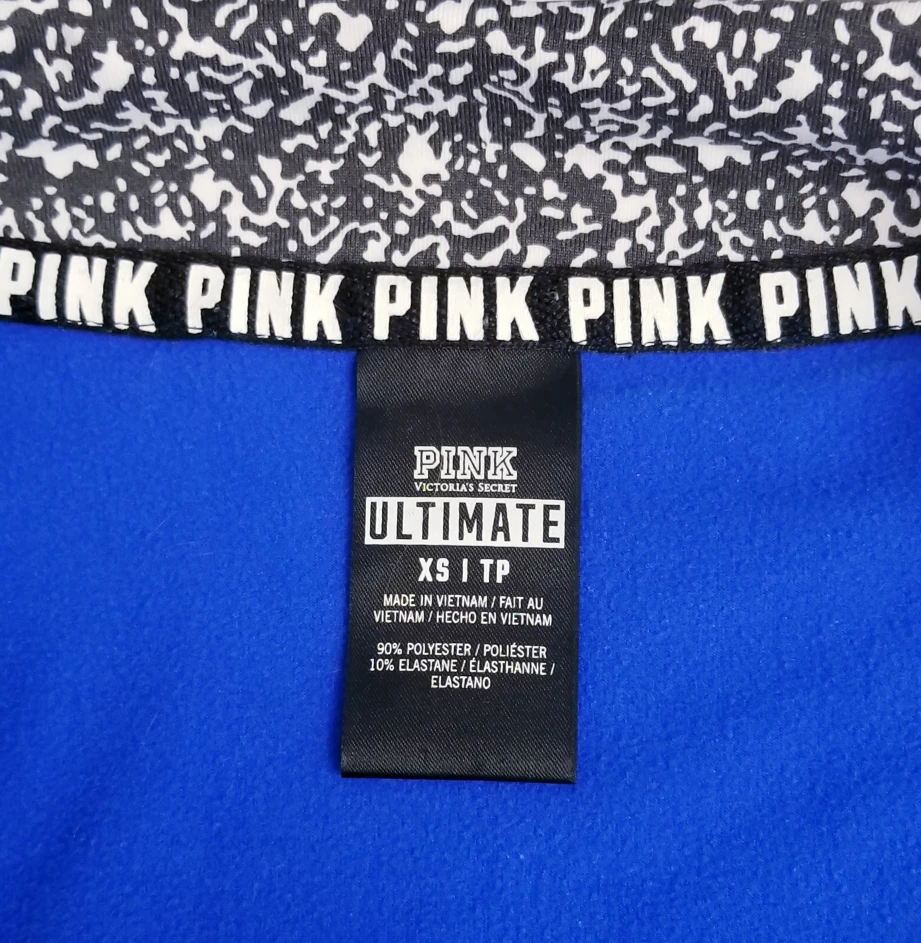 PINK PINK PINK PINK PINK
PINK
VICTORIA'S SECRET
ULTIMATE
XS | TP
MADE IN VIETNAM / FAIT AU
VIETNAM / HECHO EN VIETNAM
90% POLYESTER / POLIÉSTER
10% ELASTANE / ÉLASTHANNE /
ELASTANO